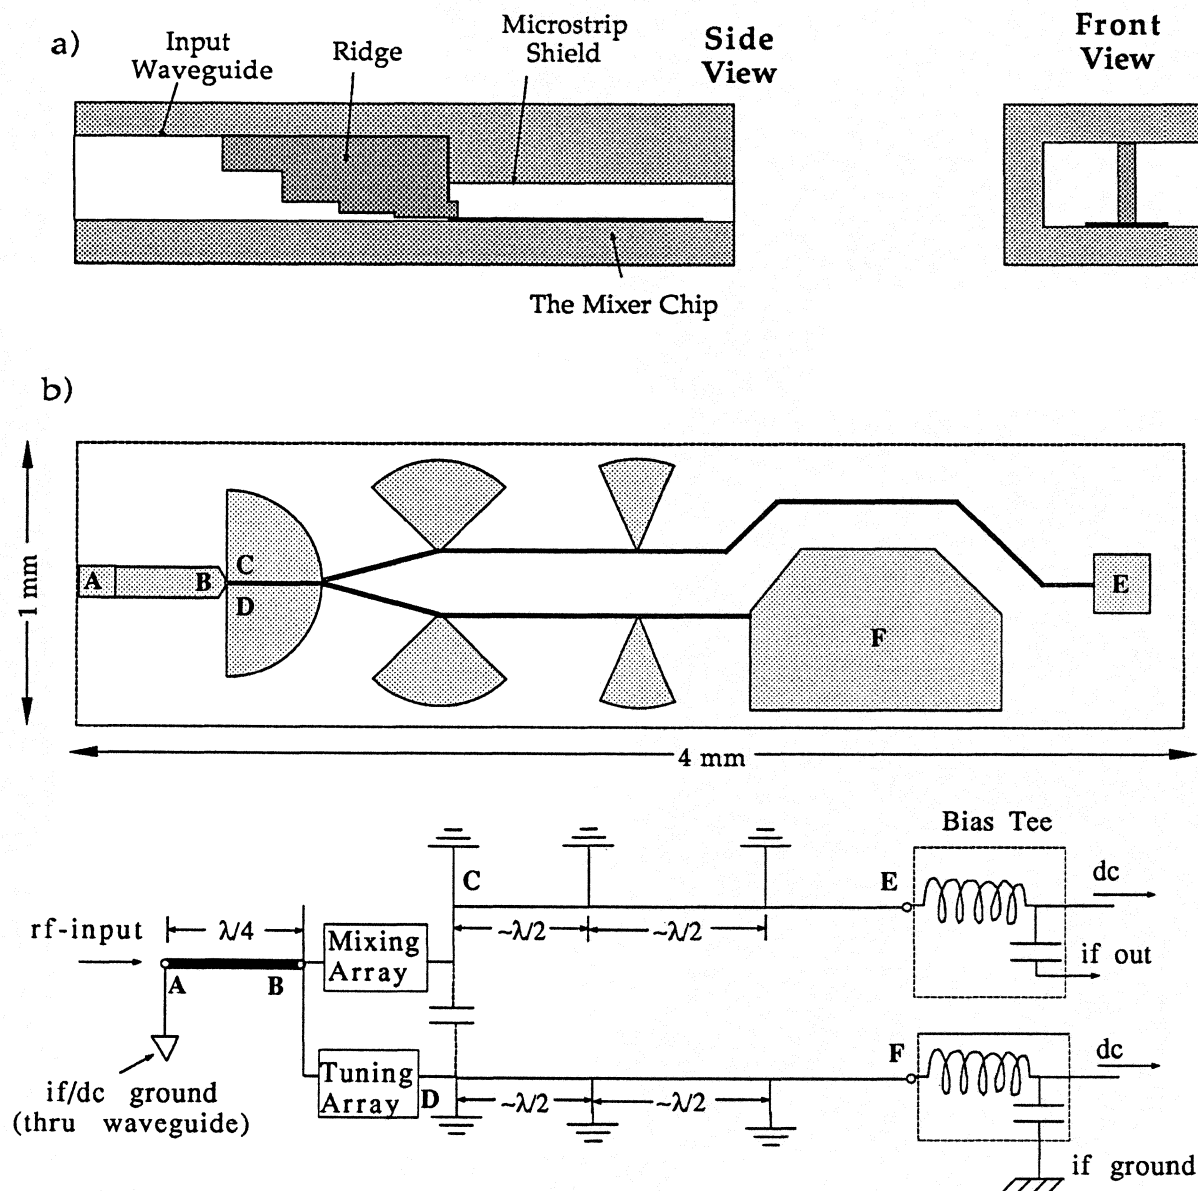 a)
Input
Waveguide
Ridge
Microstrip
Shield
Side
View
Front
View
The Mixer Chip
b)
1 mm
A
B
C
D
E
F
4 mm
Bias Tee
rf-input
λ/4
A
B
Mixing
Array
C
~λ/2
~λ/2
E
dc
if out
if/dc ground
(thru waveguide)
Tuning
Array
D
~λ/2
~λ/2
F
dc
if ground